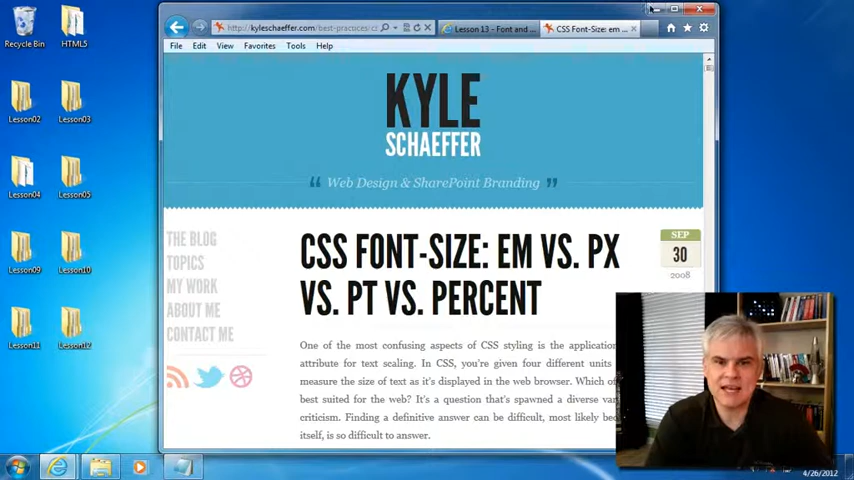 Recycle Bin
HTML5
Lesson02
Lesson03
Lesson04
Lesson05
Lesson09
Lesson10
Lesson11
Lesson12
http://kyleschaeffer.com/best-practices/
Lesson 13 - Font and ...
CSS Font-Size: em ...
File Edit View Favorites Tools Help
KYLE
SCHAEFFER
“ Web Design & SharePoint Branding ”
THE BLOG
TOPICS
MY WORK
ABOUT ME
CONTACT ME
CSS FONT-SIZE: EM VS. PX
VS. PT VS. PERCENT
SEP
30
2008
One of the most confusing aspects of CSS styling is the application
attribute for text scaling. In CSS, you're given four different units
measure the size of text as it's displayed in the web browser. Which of
best suited for the web? It's a question that's spawned a diverse
criticism. Finding a definitive answer can be difficult, most likely
itself, is so difficult to answer.
4/26/2012